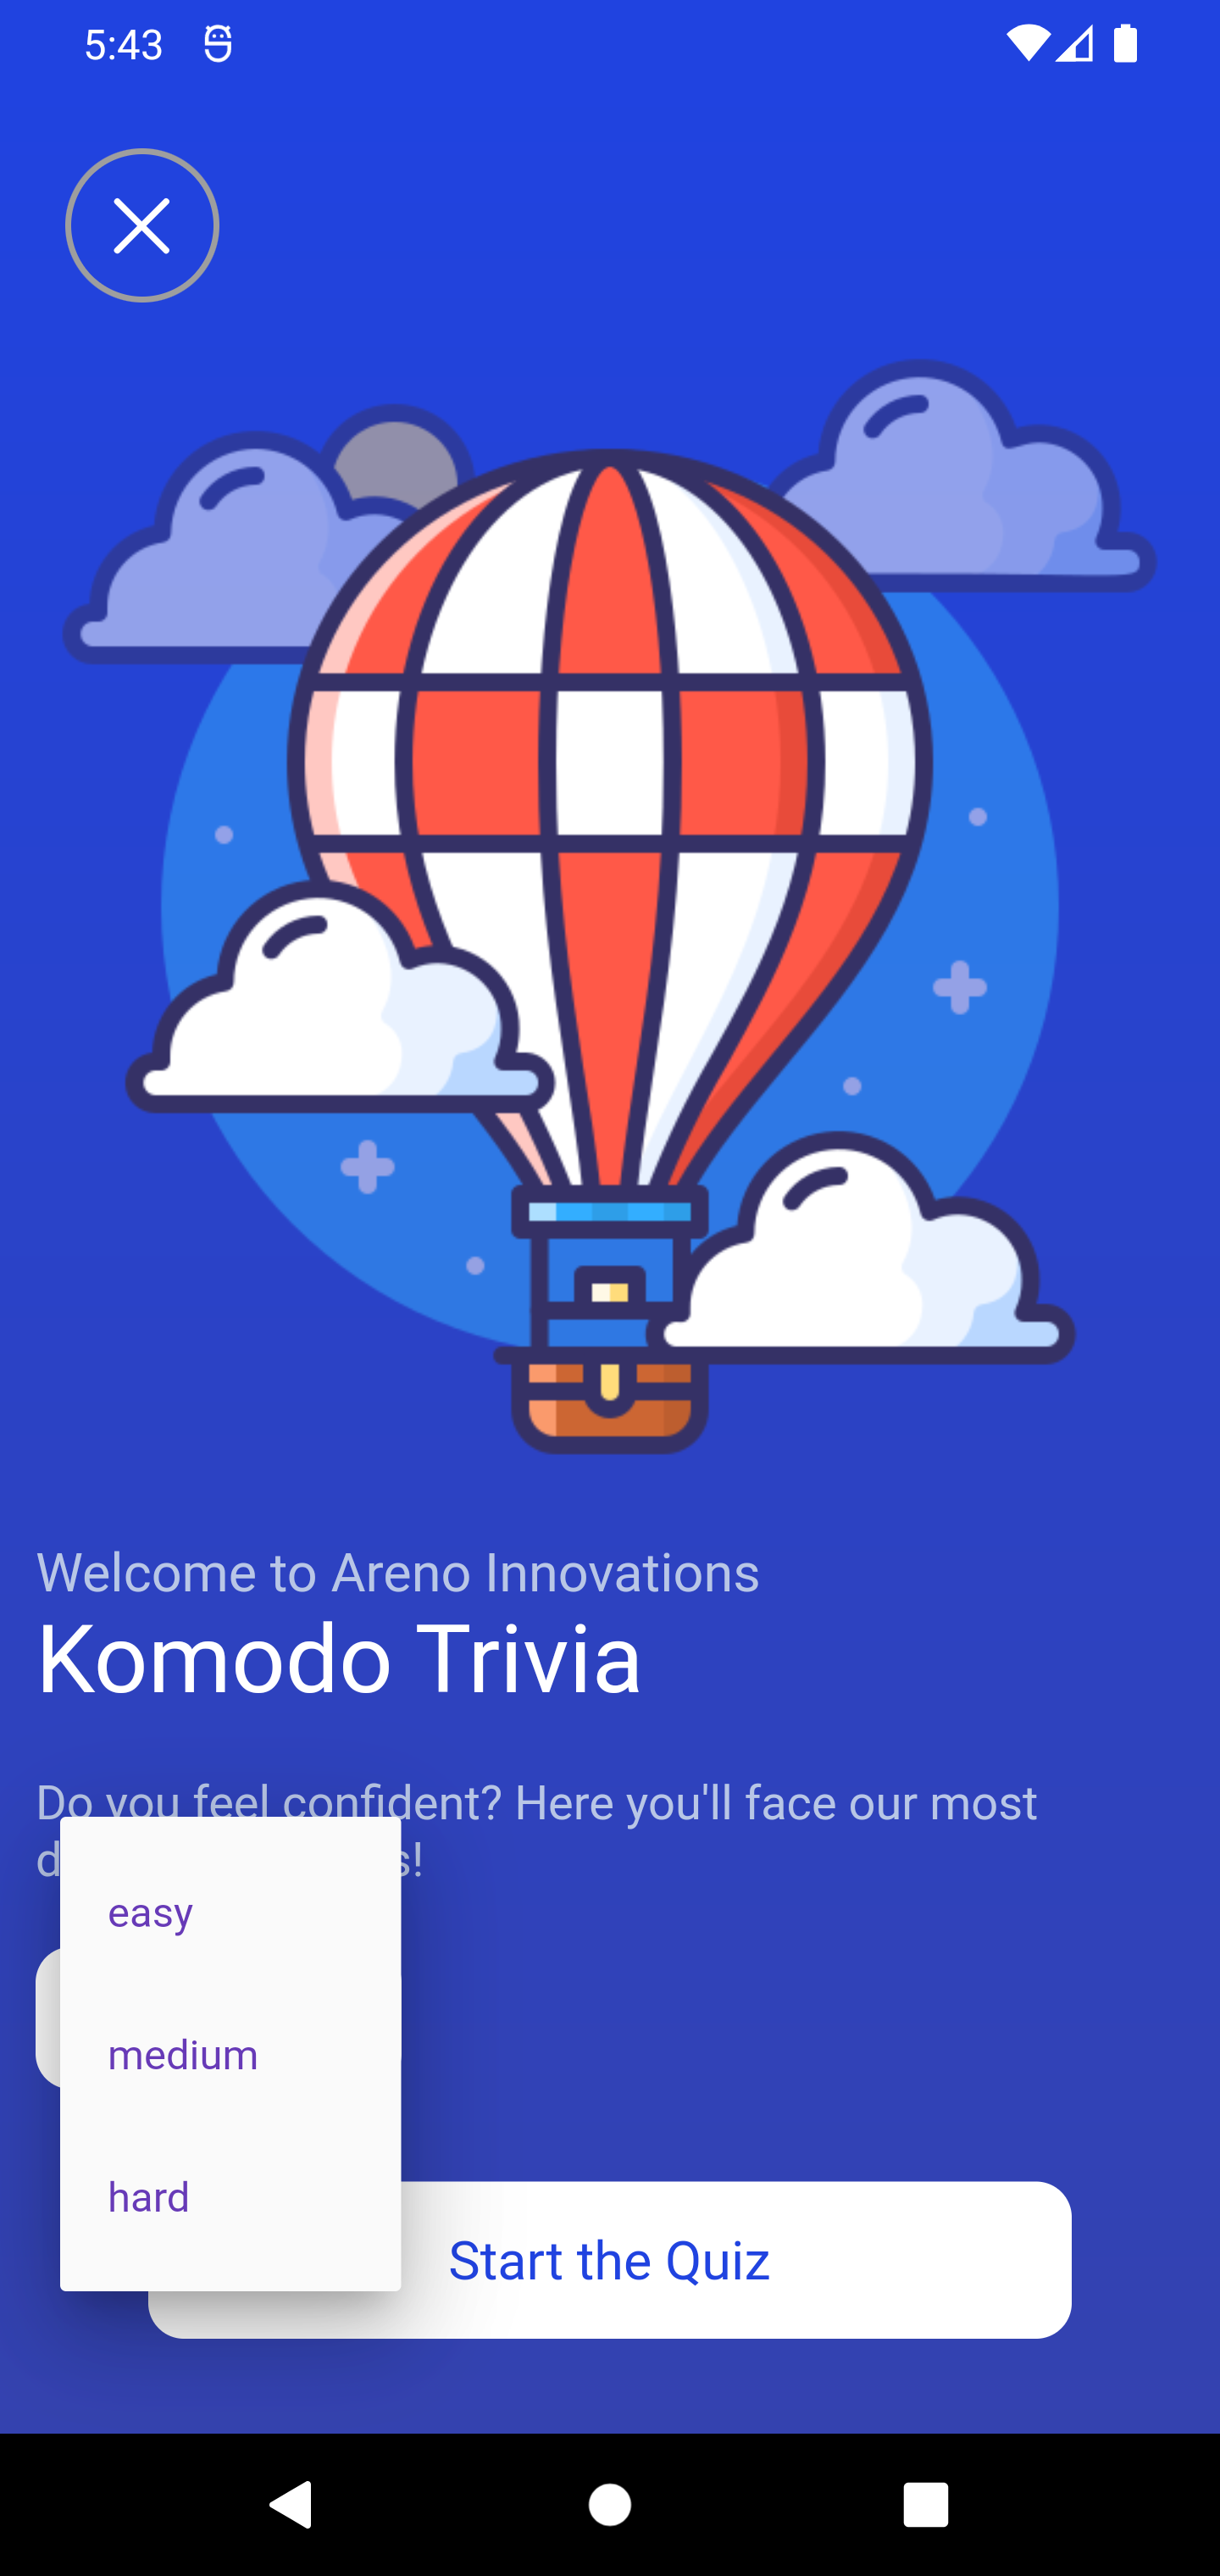 5:43
Welcome to Areno Innovations
Komodo Trivia
Do you feel confident? Here you'll face our most
easy
medium
hard
Start the Quiz